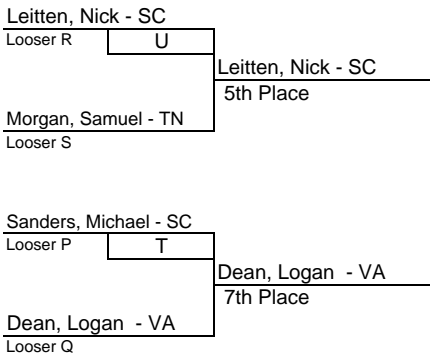 Leitten, Nick - SC
Looser R
U
Leitten, Nick - SC
5th Place
Morgan, Samuel - TN
Looser S
Sanders, Michael - SC
Looser P
T
Dean, Logan - VA
7th Place
Dean, Logan - VA
Looser Q